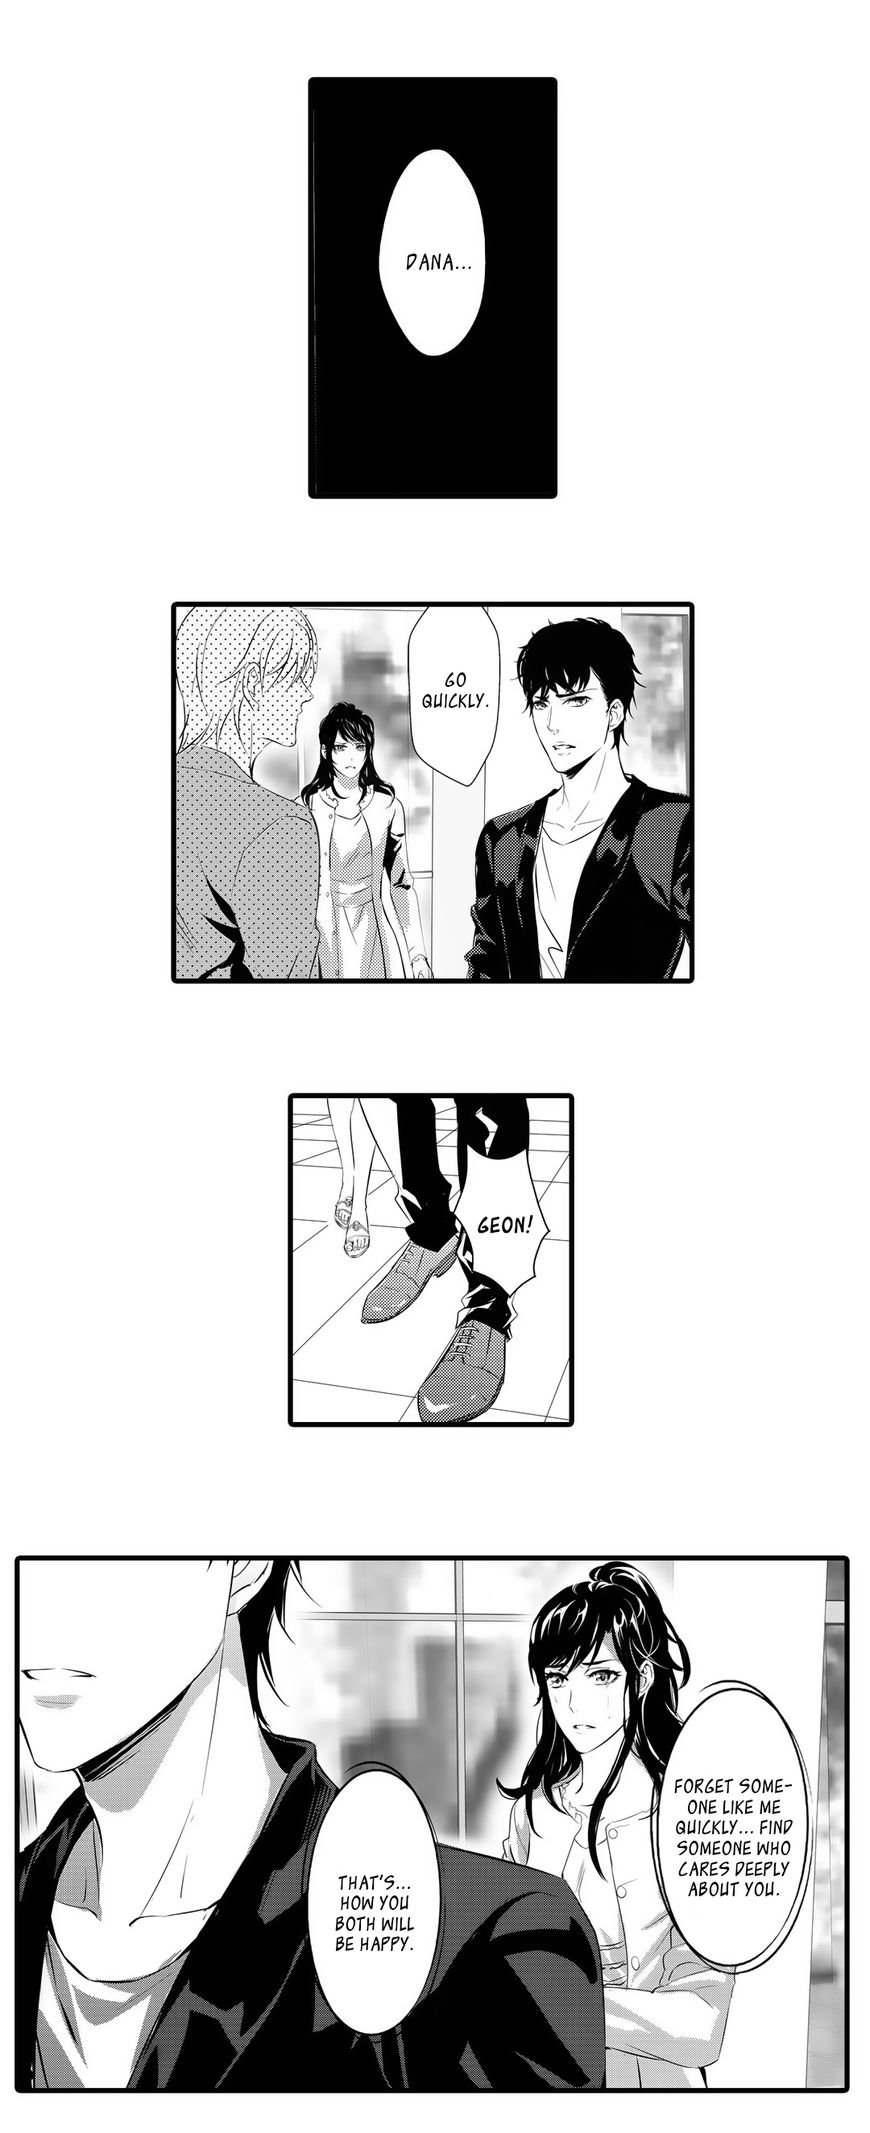 DANA...
GO
QUICKLY.
GEON!
FORGET SOME-
ONE LIKE ME
QUICKLY... FIND
SOMEONE WHO
CARES DEEPLY
ABOUT YOU.
THAT'S...
HOW YOU
BOTH WILL
BE HAPPY.